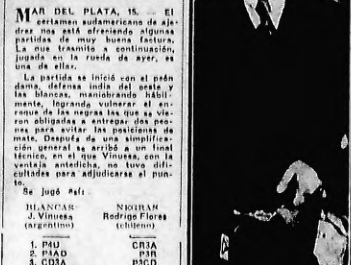 MAR DEL PLATA, 15. — El
certamen sudamericano de aje-
drez nos está ofreciendo algunas
partidas de muy buena factura.
La que trasmito a continuación,
jugada en la rueda de ayer, es
una de ellas.
La partida se inició con el peón
dama, defensa india del oeste y
las blancas, maniobrando hábil-
mente, lograndq vulnerar el en-
roque de las negras las que se vie-
ron obligadas a entregar dos peo-
nes para evitar las posiciones de
mate. Después de una simplifica-
ción general se arribó a un final
técnico, en el que Vinuesa, con la
ventaja antedicha, no tuvo difi-
cultades para adjudicarse el pun-
to.
Se jugó así:
BLANCAS NEGRAS
J. Vinuesa Rodrigo Flores
(argentino) (chileno)
1. P4D CR3A
2. P4AD P3R
3. CD3A P3CD